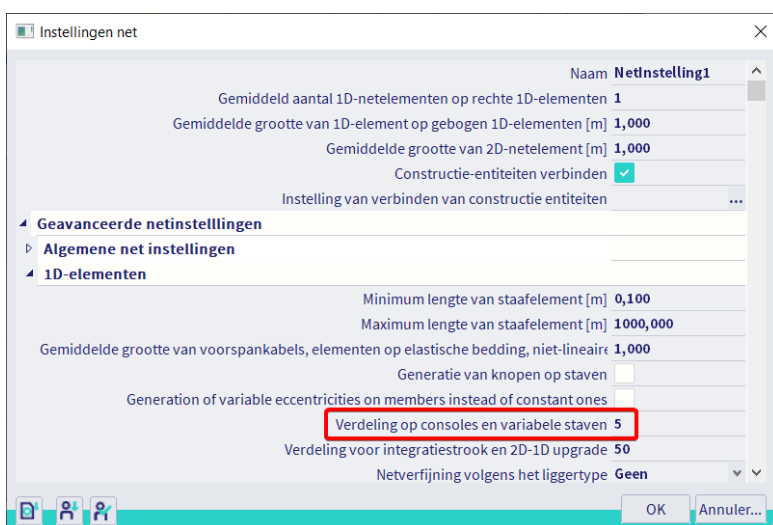 Instellingen net
Naam NetInstelling1
Gemiddeld aantal 1D-netelementen op rechte 1D-elementen 1
Gemiddelde grootte van 1D-element op gebogen 1D-elementen [m] 1,000
Gemiddelde grootte van 2D-netelement [m] 1,000
Constructie-entiteiten verbinden
Instelling van verbinden van constructie entiteiten ...
Geavanceerde netinstelllingen
Algemene net instellingen
1D-elementen
Minimum lengte van staafelement [m] 0,100
Maximum lengte van staafelement [m] 1000,000
Gemiddelde grootte van voorspankabels, elementen op elastische bedding, niet-lineaire 1,000
Generatie van knopen op staven
Generation of variable eccentricities on members instead of constant ones
Verdeling op consoles en variabele staven 5
Verdeling voor integratiestrook en 2D-1D upgrade 50
Netverfijning volgens het liggertype Geen
OK Annuler...